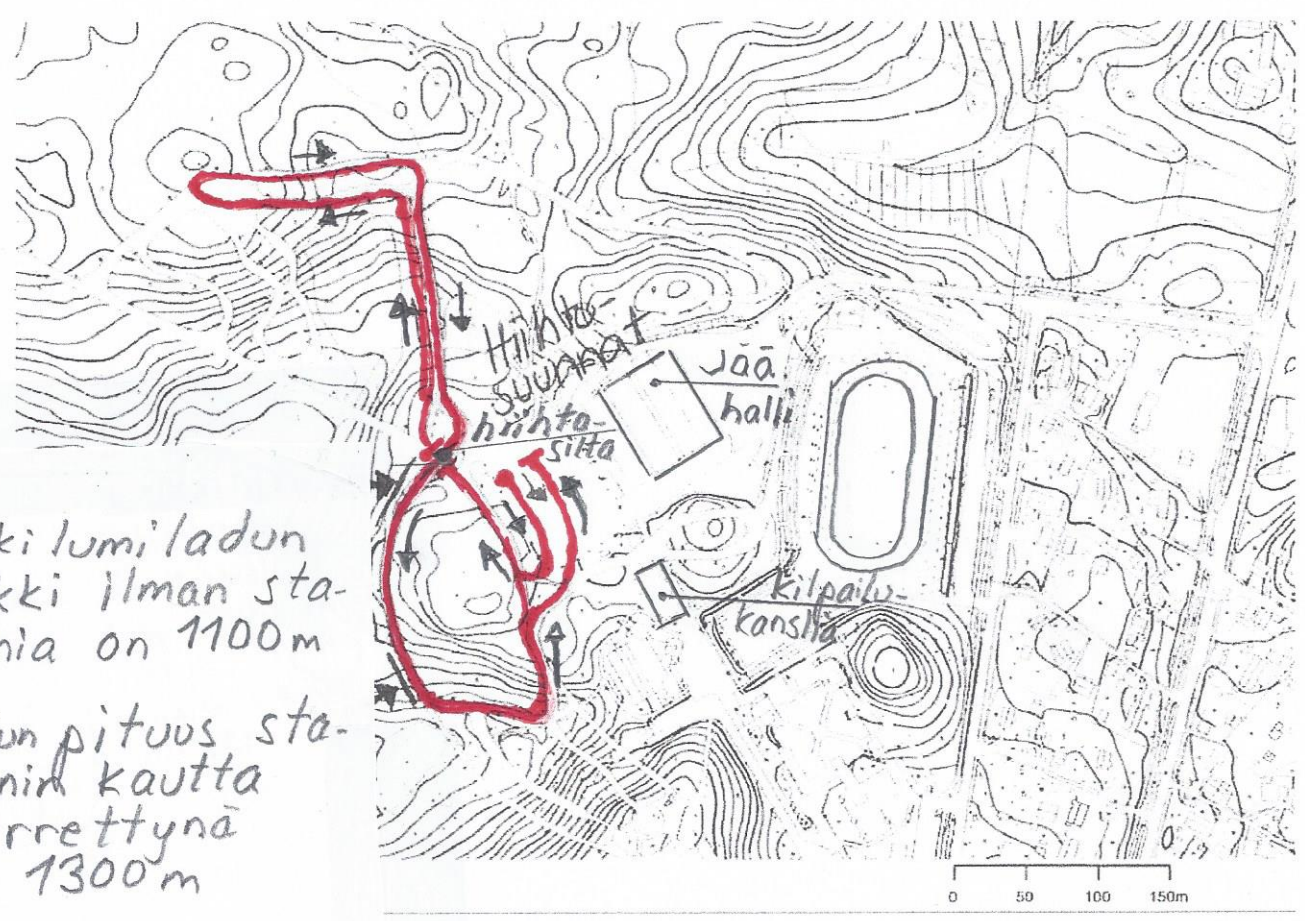 Hiihto-
suunnat
Jää
halli
hiihto-
silta
kilpailu-
kanslia
ki lumiladun
kki ilman sta-
nia on 1100m
un pituus sta-
nin kautta
rrettynä
1300m
0 50 100 150m